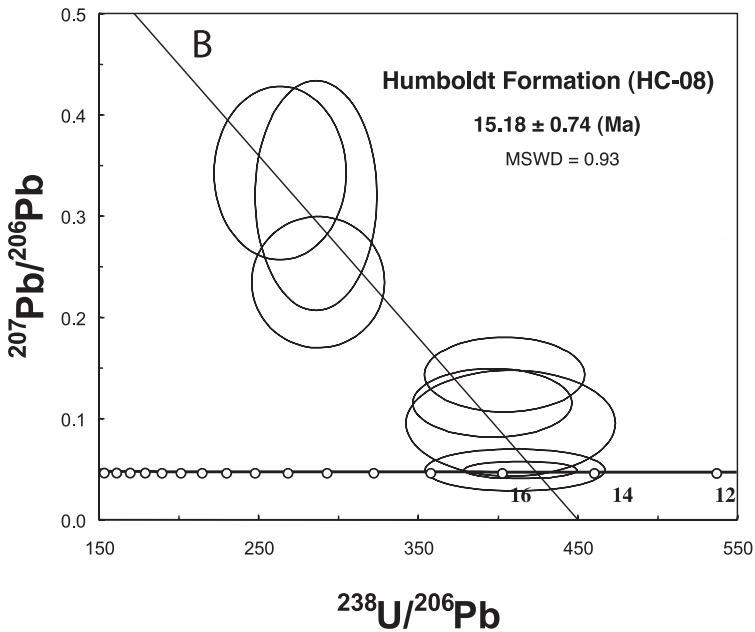 0.5
B
Humboldt Formation (HC-08)
0.4
15.18 ± 0.74 (Ma)
MSWD = 0.93
0.3
²⁰⁷Pb/²⁰⁶Pb
0.2
0.1
16
14
12
0.0
150
250
350
450
550
²³⁸U/²⁰⁶Pb